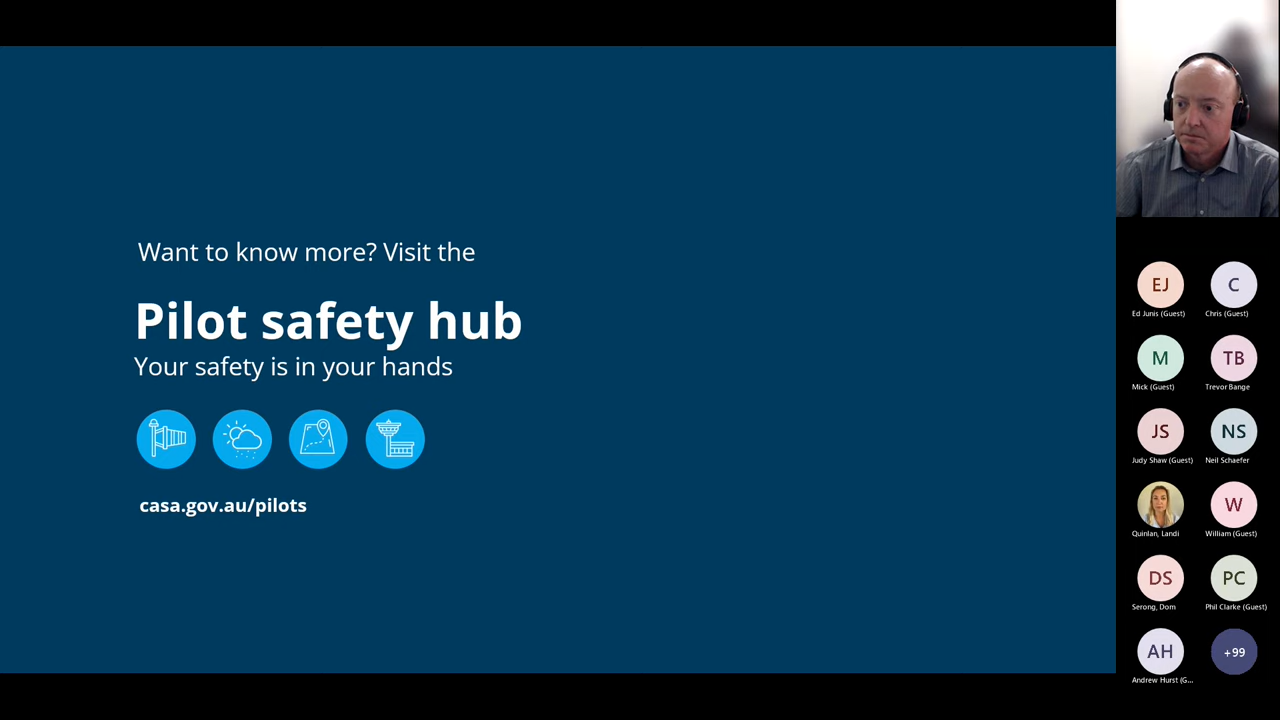 Want to know more? Visit the
Pilot safety hub
Your safety is in your hands
casa.gov.au/pilots
EJ
Ed Junis (Guest)
C
Chris (Guest)
M
Mick (Guest)
TB
Trevor Bange
JS
Judy Shaw (Guest)
NS
Neil Schaefer
Quinlan, Landi
W
William (Guest)
DS
Serong, Dom
PC
Phil Clarke (Guest)
AH
Andrew Hurst (G...
+99